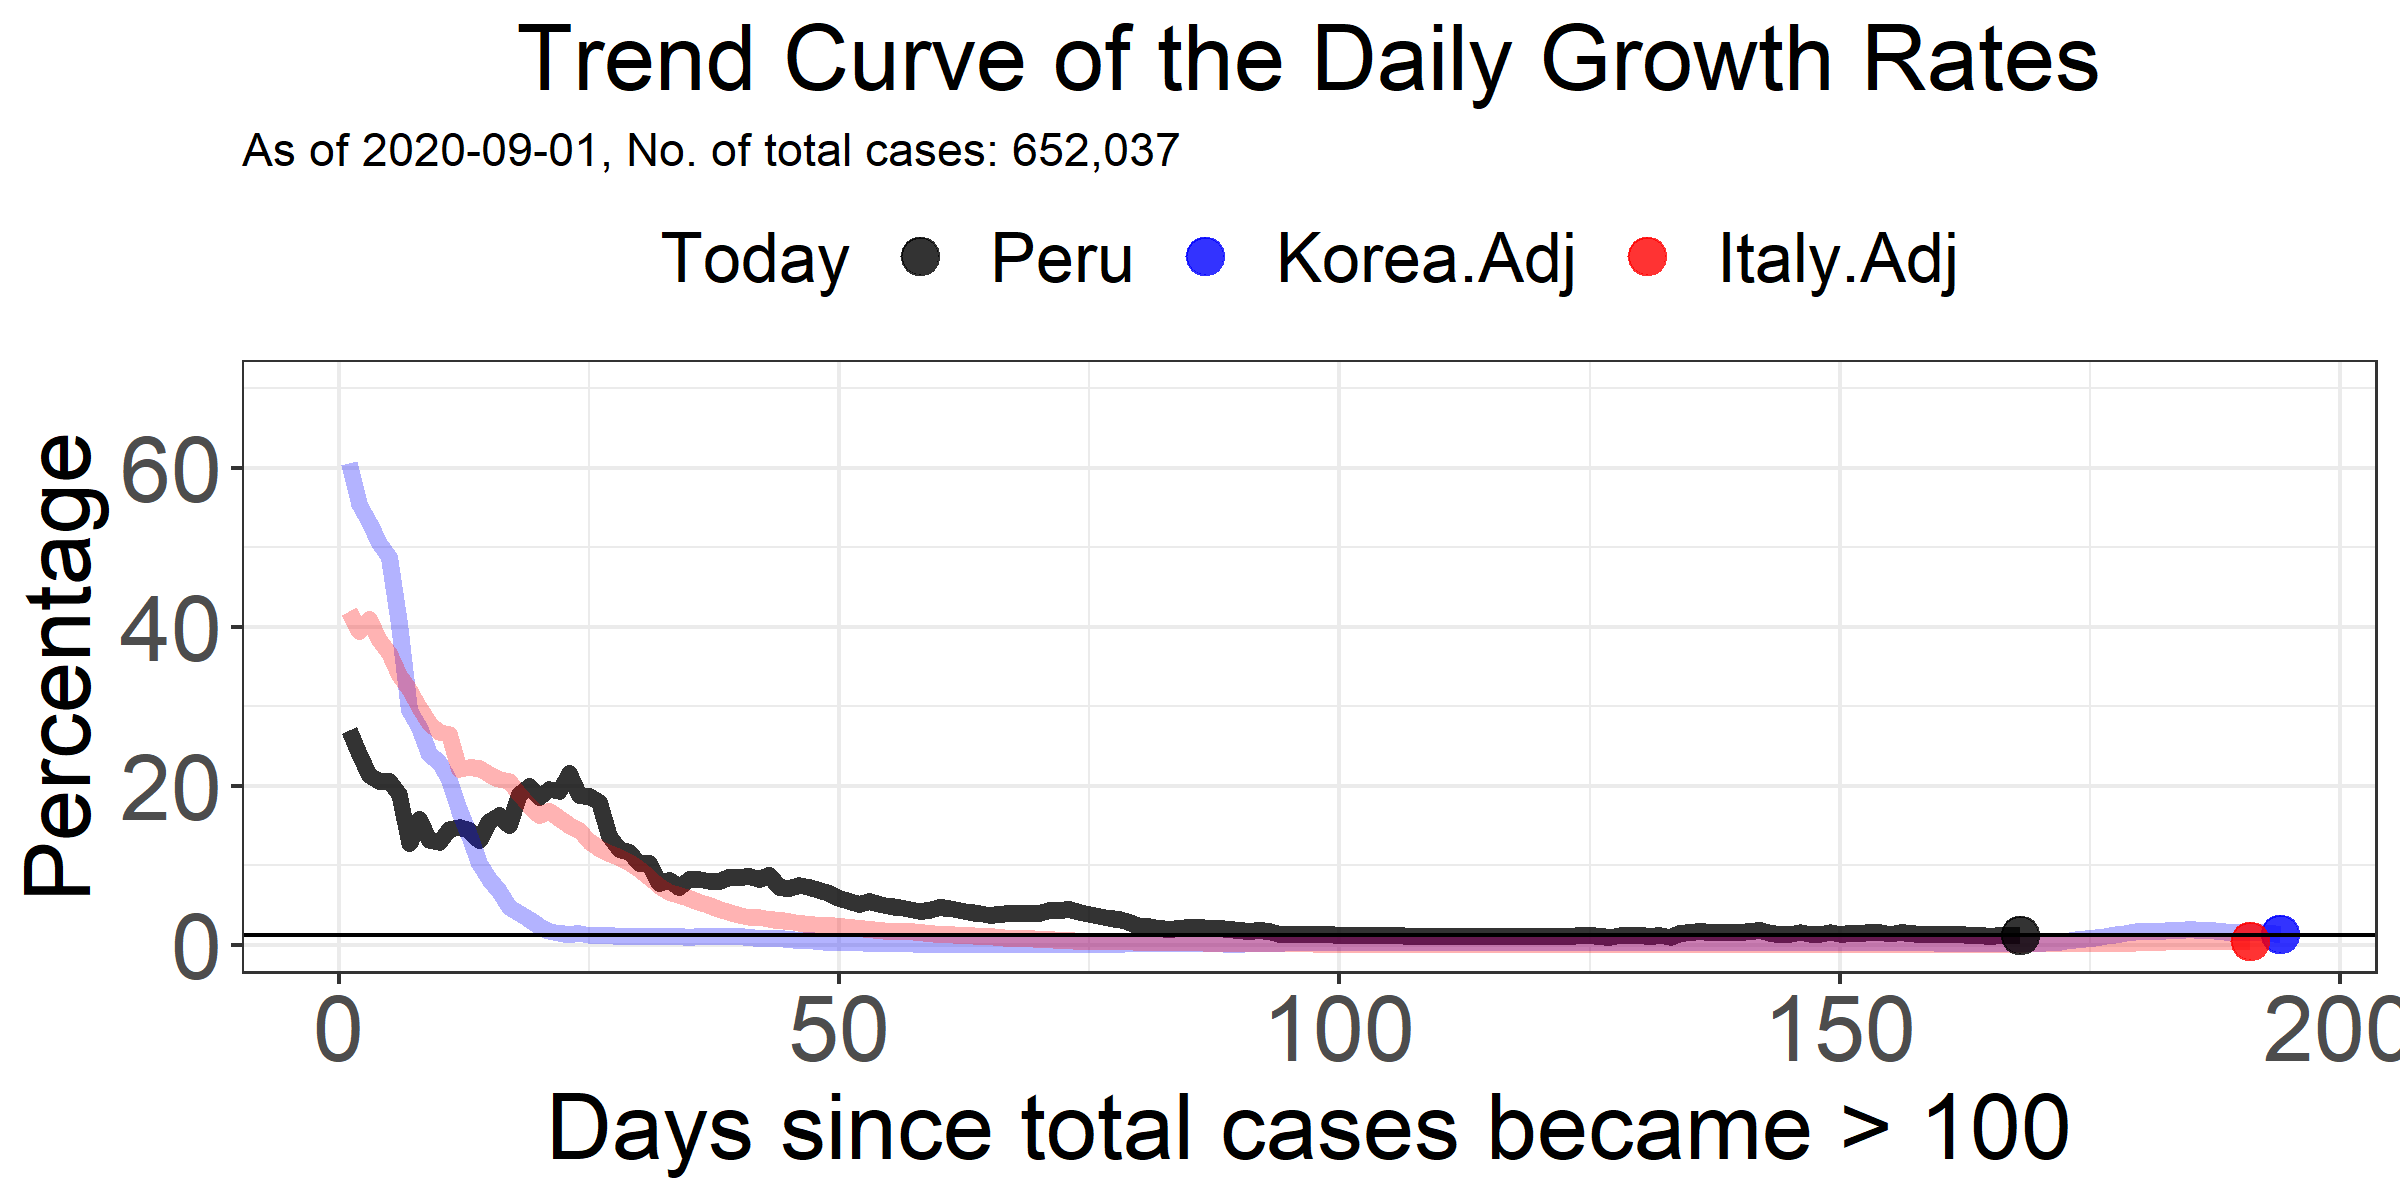 Trend Curve of the Daily Growth Rates
As of 2020-09-01, No. of total cases: 652,037
Today Peru Korea.Adj Italy.Adj
Percentage
60
40
20
0
0 50 100 150 200
Days since total cases became > 100